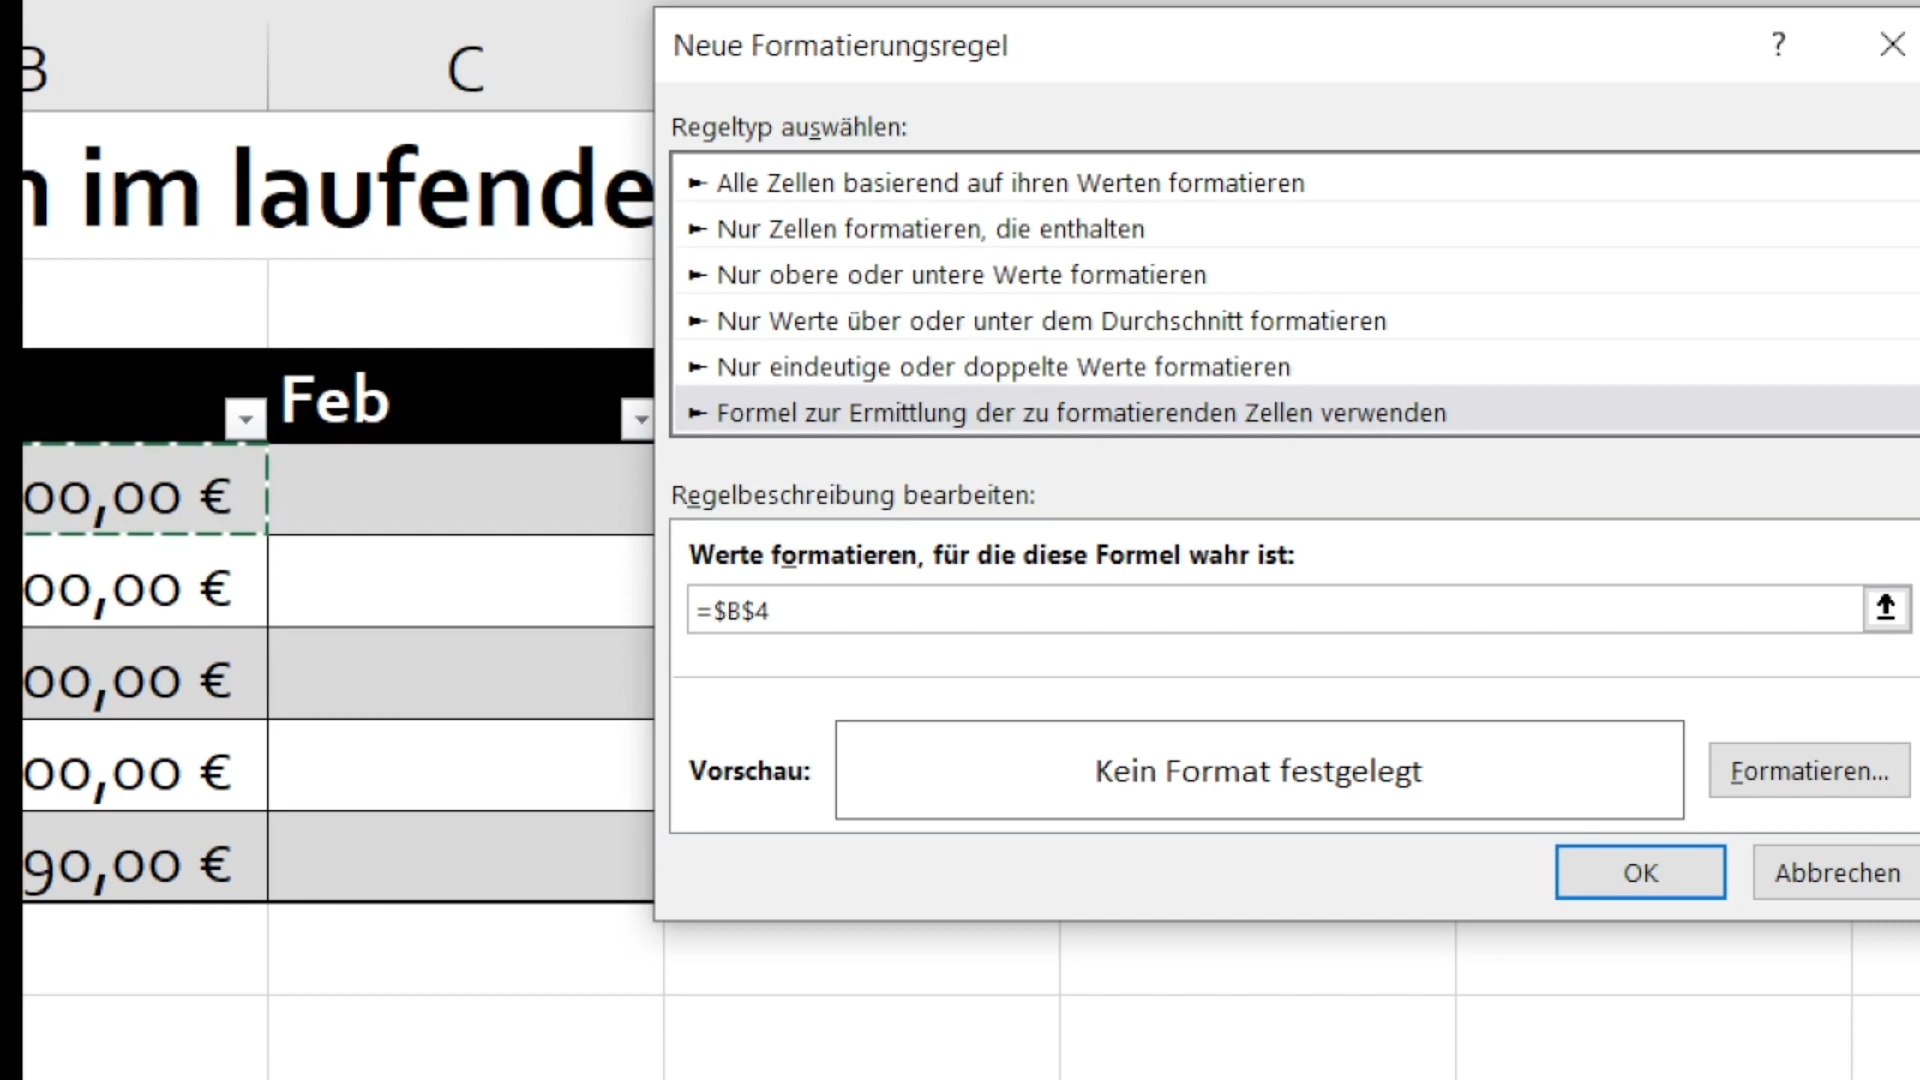 B
C
n im laufende
Feb
00,00 €
00,00 €
00,00 €
00,00 €
90,00 €
Neue Formatierungsregel
?
Regeltyp auswählen:
► Alle Zellen basierend auf ihren Werten formatieren
► Nur Zellen formatieren, die enthalten
► Nur obere oder untere Werte formatieren
► Nur Werte über oder unter dem Durchschnitt formatieren
► Nur eindeutige oder doppelte Werte formatieren
► Formel zur Ermittlung der zu formatierenden Zellen verwenden
Regelbeschreibung bearbeiten:
Werte formatieren, für die diese Formel wahr ist:
=$B$4
Vorschau:
Kein Format festgelegt
Formatieren...
OK
Abbrechen